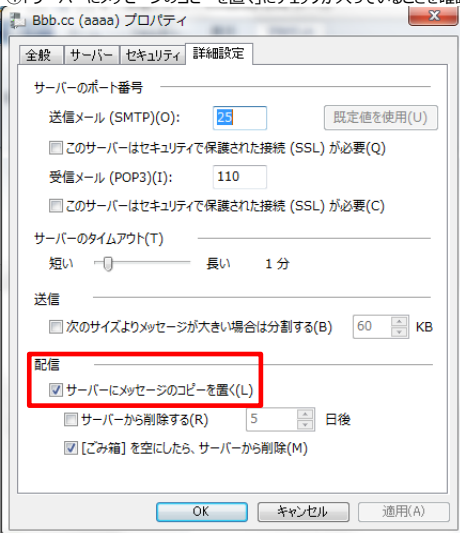 Bbb.cc (aaaa) プロパティ
全般 サーバー セキュリティ 詳細設定
サーバーのポート番号
送信メール (SMTP)(O): 25 既定値を使用(U)
このサーバーはセキュリティで保護された接続 (SSL) が必要(Q)
受信メール (POP3)(I): 110
このサーバーはセキュリティで保護された接続 (SSL) が必要(C)
サーバーのタイムアウト(T)
短い 長い 1 分
送信
次のサイズよりメッセージが大きい場合は分割する(B) 60 KB
配信
サーバーにメッセージのコピーを置く(L)
サーバーから削除する(R) 5 日後
[ごみ箱] を空にしたら、サーバーから削除(M)
OK キャンセル 適用(A)